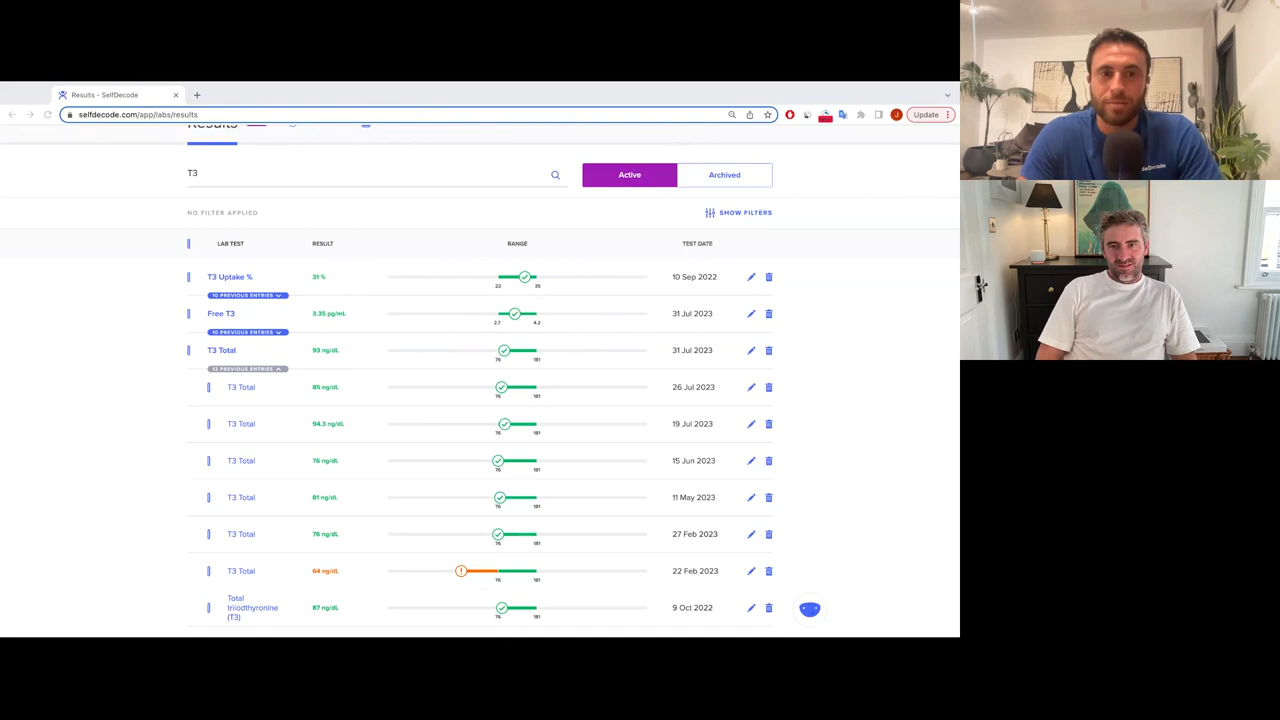 Results - SelfDecode
selfdecode.com/app/labs/results
Update
Results
T3
Active
Archived
NO FILTER APPLIED
SHOW FILTERS
LAB TEST RESULT RANGE TEST DATE
T3 Uptake % 31 % 22 35 10 Sep 2022
10 PREVIOUS ENTRIES
Free T3 3.35 pg/mL 2.7 4.2 31 Jul 2023
10 PREVIOUS ENTRIES
T3 Total 93 ng/dL 76 181 31 Jul 2023
12 PREVIOUS ENTRIES
T3 Total 85 ng/dL 76 181 26 Jul 2023
T3 Total 94.3 ng/dL 76 181 19 Jul 2023
T3 Total 76 ng/dL 76 181 15 Jun 2023
T3 Total 81 ng/dL 76 181 11 May 2023
T3 Total 76 ng/dL 76 181 27 Feb 2023
T3 Total 64 ng/dL 76 181 22 Feb 2023
Total
triiodthyronine
(T3) 87 ng/dL 76 181 9 Oct 2022